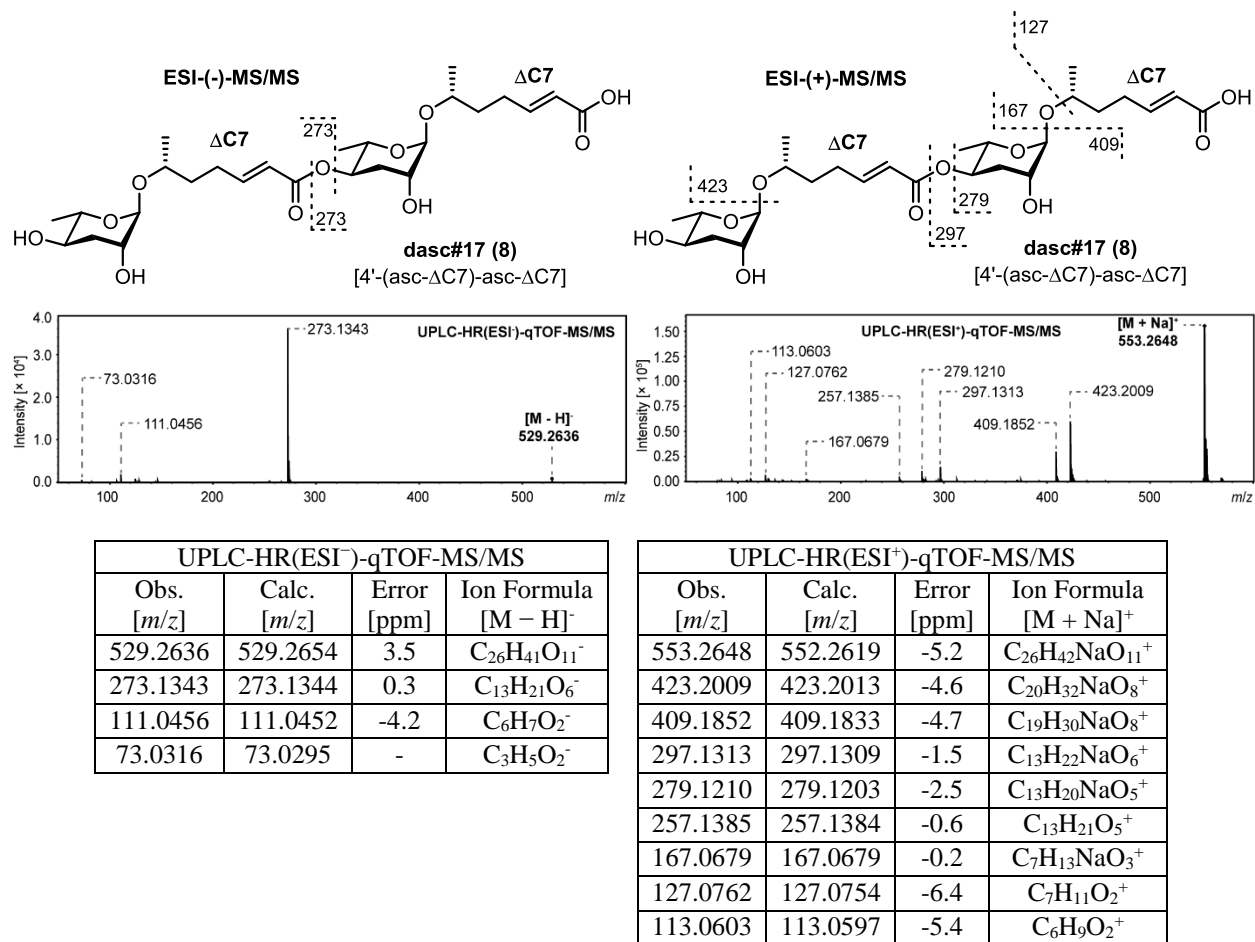 ESI-(-)-MS/MS
ΔC7
OH
O
O
273
O
O
ΔC7
O
O
273
O
OH
O
HO
OH
dasc#17 (8)
[4'-(asc-ΔC7)-asc-ΔC7]
127
ESI-(+)-MS/MS
ΔC7
OH
O
O
167
409
O
ΔC7
423
O
O
279
O
297
OH
O
HO
OH
dasc#17 (8)
[4'-(asc-ΔC7)-asc-ΔC7]
4.0
3.0
2.0
1.0
0.0
Intensity [× 10⁴]
273.1343
UPLC-HR(ESI⁻)-qTOF-MS/MS
73.0316
111.0456
[M - H]⁻
529.2636
100 200 300 400 500 m/z
1.50
1.25
1.00
0.75
0.50
0.25
0.00
Intensity [× 10⁵]
UPLC-HR(ESI⁺)-qTOF-MS/MS
[M + Na]⁺
553.2648
113.0603
127.0762
257.1385
167.0679
279.1210
297.1313
409.1852
423.2009
100 200 300 400 500 m/z
UPLC-HR(ESI⁻)-qTOF-MS/MS
Obs. Calc. Error Ion Formula
[m/z] [m/z] [ppm] [M − H]⁻
529.2636 529.2654 3.5 C₂₆H₄₁O₁₁⁻
273.1343 273.1344 0.3 C₁₃H₂₁O₆⁻
111.0456 111.0452 -4.2 C₆H₇O₂⁻
73.0316 73.0295 - C₃H₅O₂⁻
UPLC-HR(ESI⁺)-qTOF-MS/MS
Obs. Calc. Error Ion Formula
[m/z] [m/z] [ppm] [M + Na]⁺
553.2648 552.2619 -5.2 C₂₆H₄₂NaO₁₁⁺
423.2009 423.2013 -4.6 C₂₀H₃₂NaO₈⁺
409.1852 409.1833 -4.7 C₁₉H₃₀NaO₈⁺
297.1313 297.1309 -1.5 C₁₃H₂₂NaO₆⁺
279.1210 279.1203 -2.5 C₁₃H₂₀NaO₅⁺
257.1385 257.1384 -0.6 C₁₃H₂₁O₅⁺
167.0679 167.0679 -0.2 C₇H₁₃NaO₃⁺
127.0762 127.0754 -6.4 C₇H₁₁O₂⁺
113.0603 113.0597 -5.4 C₆H₉O₂⁺